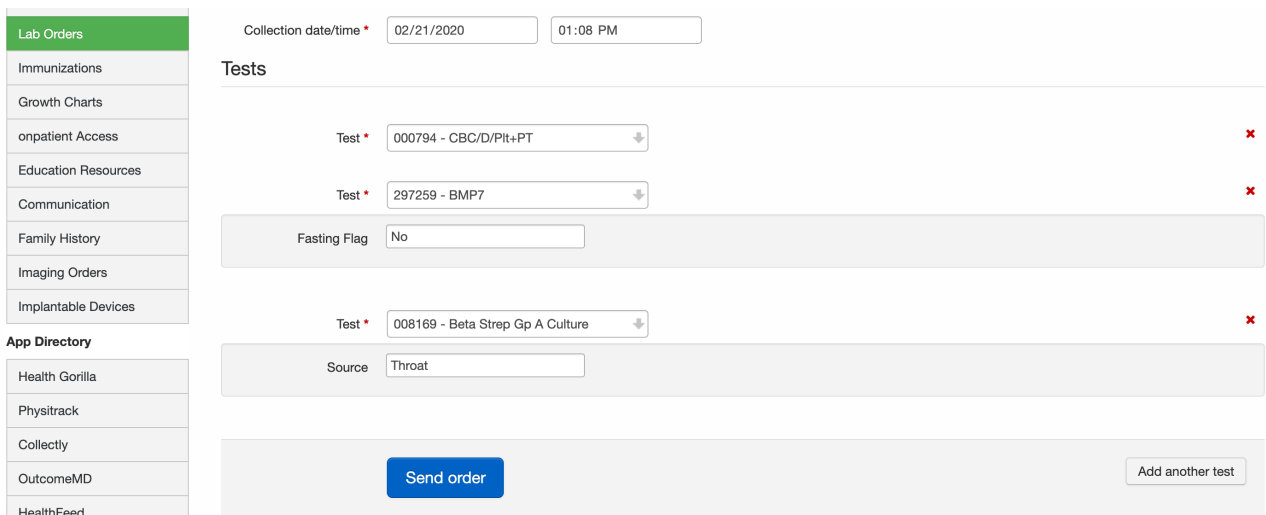 Lab Orders
Immunizations
Growth Charts
onpatient Access
Education Resources
Communication
Family History
Imaging Orders
Implantable Devices
App Directory
Health Gorilla
Physitrack
Collectly
OutcomeMD
HealthFeed
Collection date/time * 02/21/2020 01:08 PM
Tests
Test * 000794 - CBC/D/Plt+PT
Test * 297259 - BMP7
Fasting Flag No
Test * 008169 - Beta Strep Gp A Culture
Source Throat
Send order
Add another test